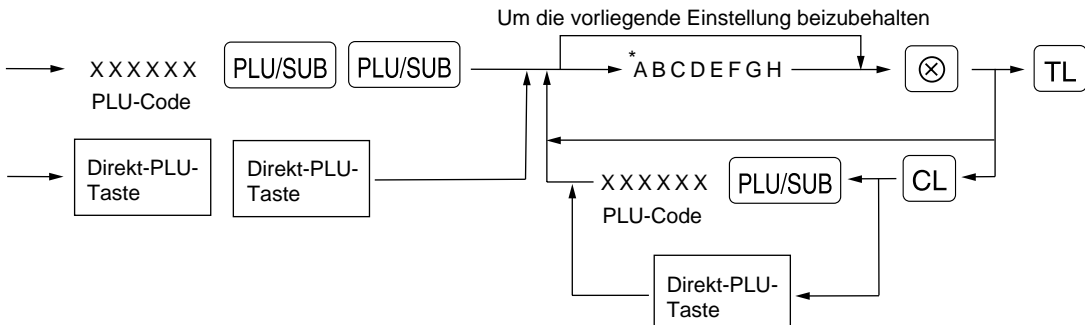 Um die vorliegende Einstellung beizubehalten
XXXXXX PLU/SUB PLU/SUB *ABCDEFGH ⊗ TL
PLU-Code
Direkt-PLU-
Taste
Direkt-PLU-
Taste
XXXXXX PLU/SUB CL
PLU-Code
Direkt-PLU-
Taste